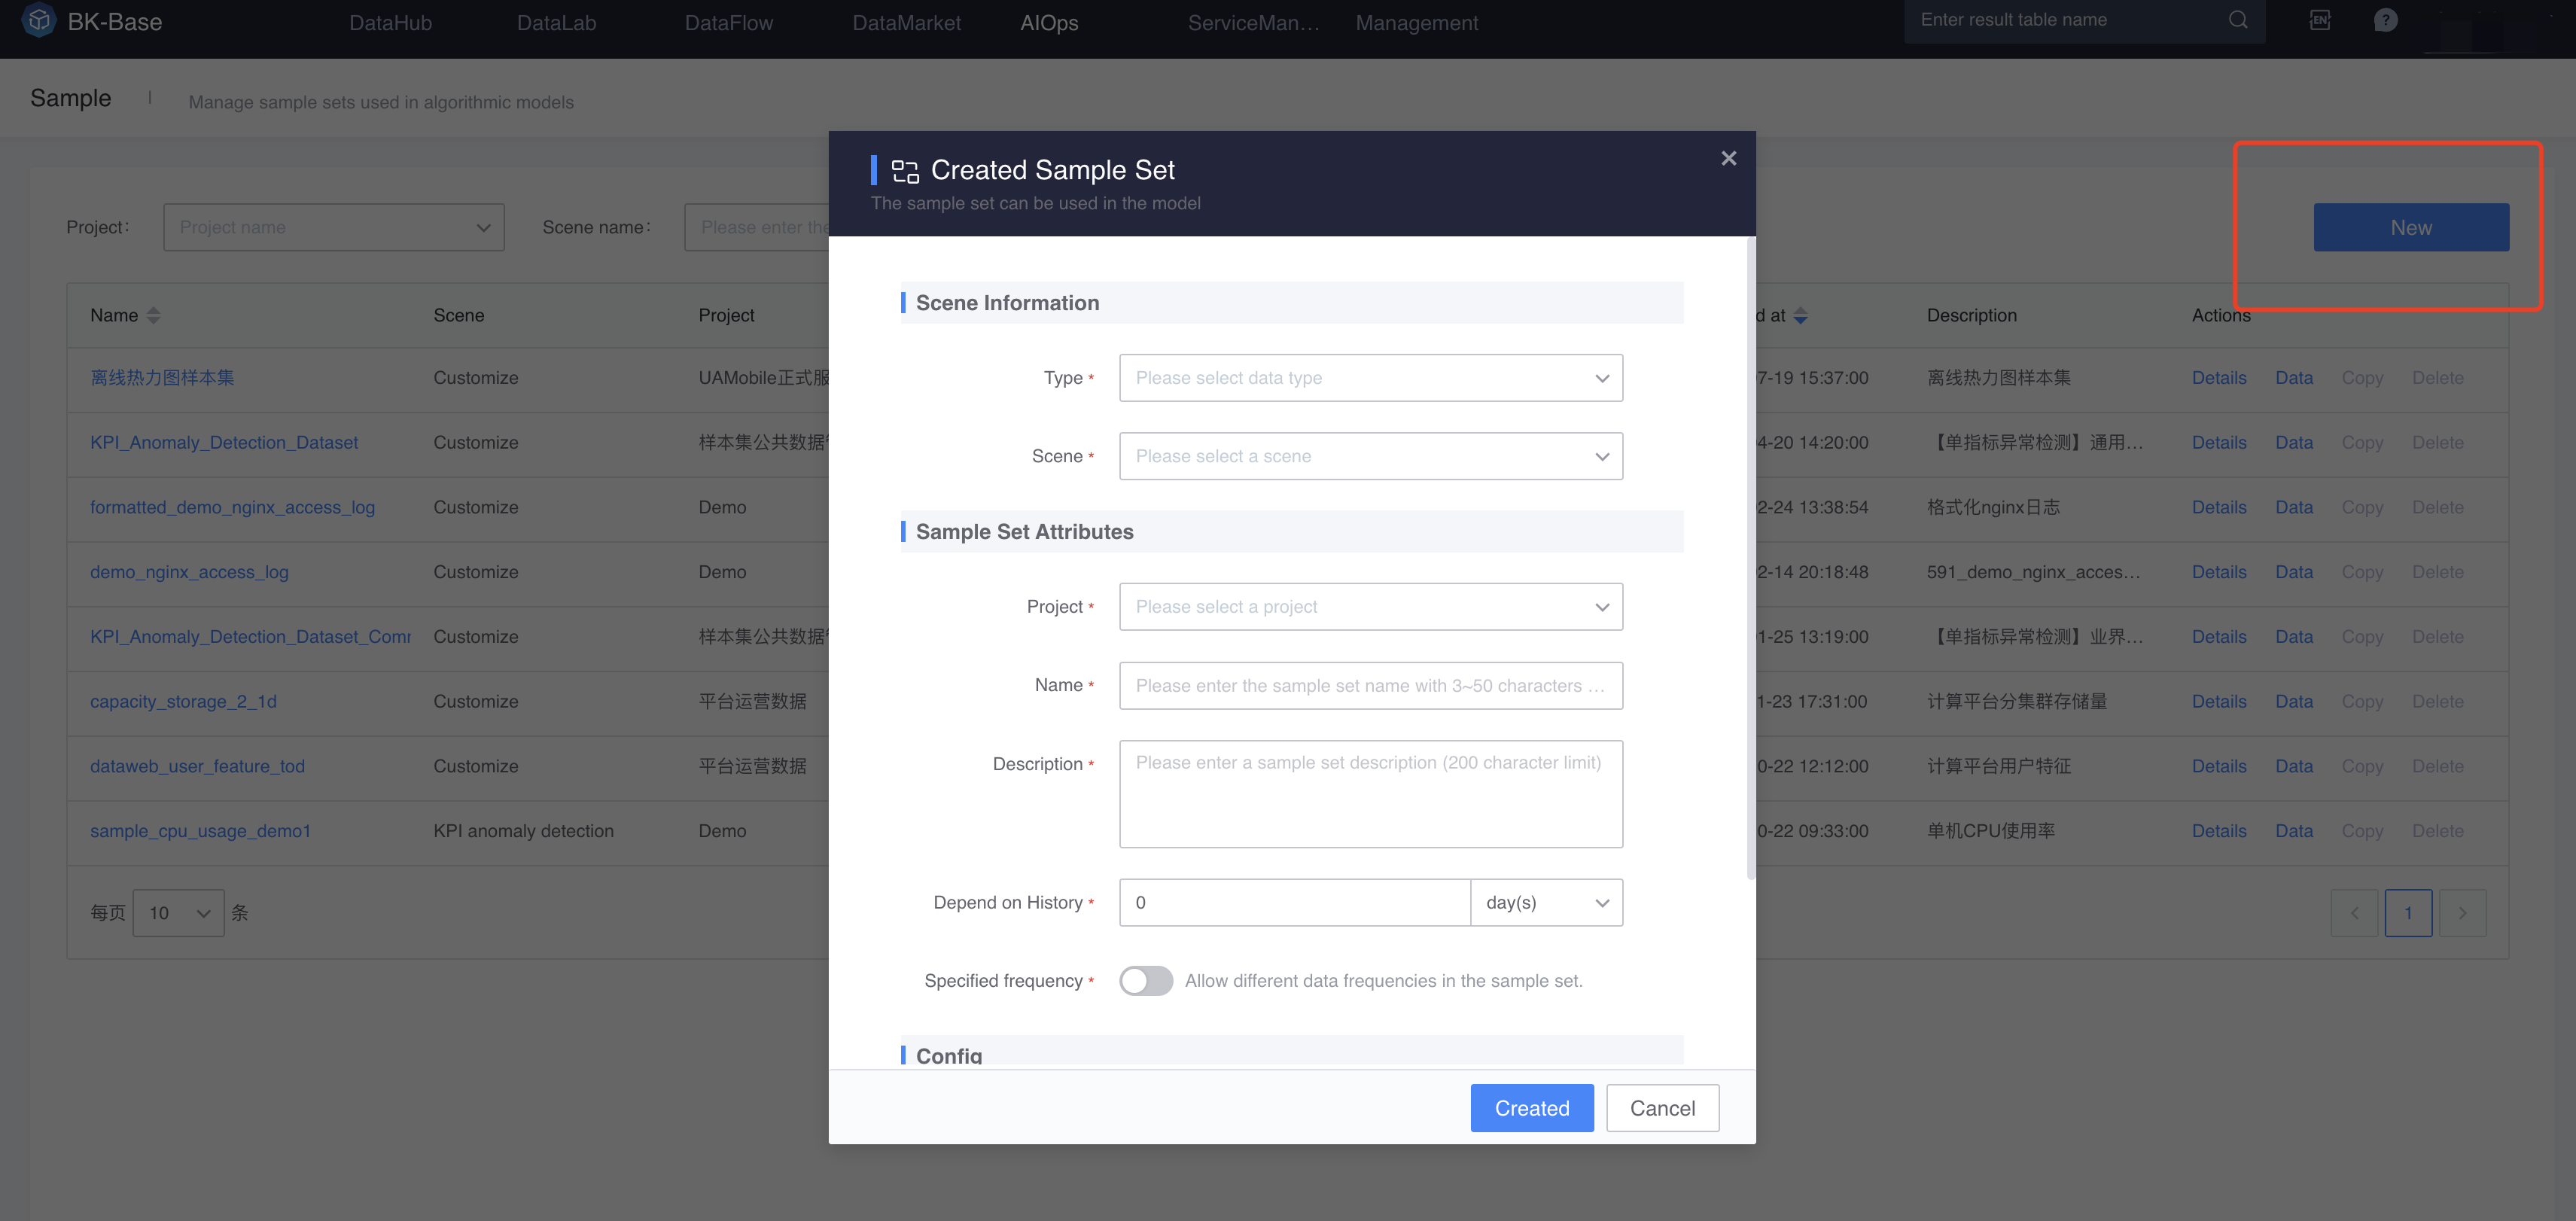 BK-Base DataHub DataLab DataFlow DataMarket AIOps ServiceMan... Management Enter result table name EN ?
Sample Manage sample sets used in algorithmic models
Created Sample Set
The sample set can be used in the model
Project: Project name Scene name: Please enter the New
Name Scene Project d at Description Actions
离线热力图样本集 Customize UAMobile正式服 7-19 15:37:00 离线热力图样本集 Details Data Copy Delete
KPI_Anomaly_Detection_Dataset Customize 样本集公共数据 4-20 14:20:00 【单指标异常检测】通用... Details Data Copy Delete
formatted_demo_nginx_access_log Customize Demo 2-24 13:38:54 格式化nginx日志 Details Data Copy Delete
demo_nginx_access_log Customize Demo 2-14 20:18:48 591_demo_nginx_acces... Details Data Copy Delete
KPI_Anomaly_Detection_Dataset_Comr Customize 样本集公共数据 1-25 13:19:00 【单指标异常检测】业界... Details Data Copy Delete
capacity_storage_2_1d Customize 平台运营数据 1-23 17:31:00 计算平台分集群存储量 Details Data Copy Delete
dataweb_user_feature_tod Customize 平台运营数据 0-22 12:12:00 计算平台用户特征 Details Data Copy Delete
sample_cpu_usage_demo1 KPI anomaly detection Demo 0-22 09:33:00 单机CPU使用率 Details Data Copy Delete
每页 10 条 1
Scene Information
Type * Please select data type
Scene * Please select a scene
Sample Set Attributes
Project * Please select a project
Name * Please enter the sample set name with 3~50 characters ...
Description * Please enter a sample set description (200 character limit)
Depend on History * 0 day(s)
Specified frequency * Allow different data frequencies in the sample set.
Config
Created Cancel